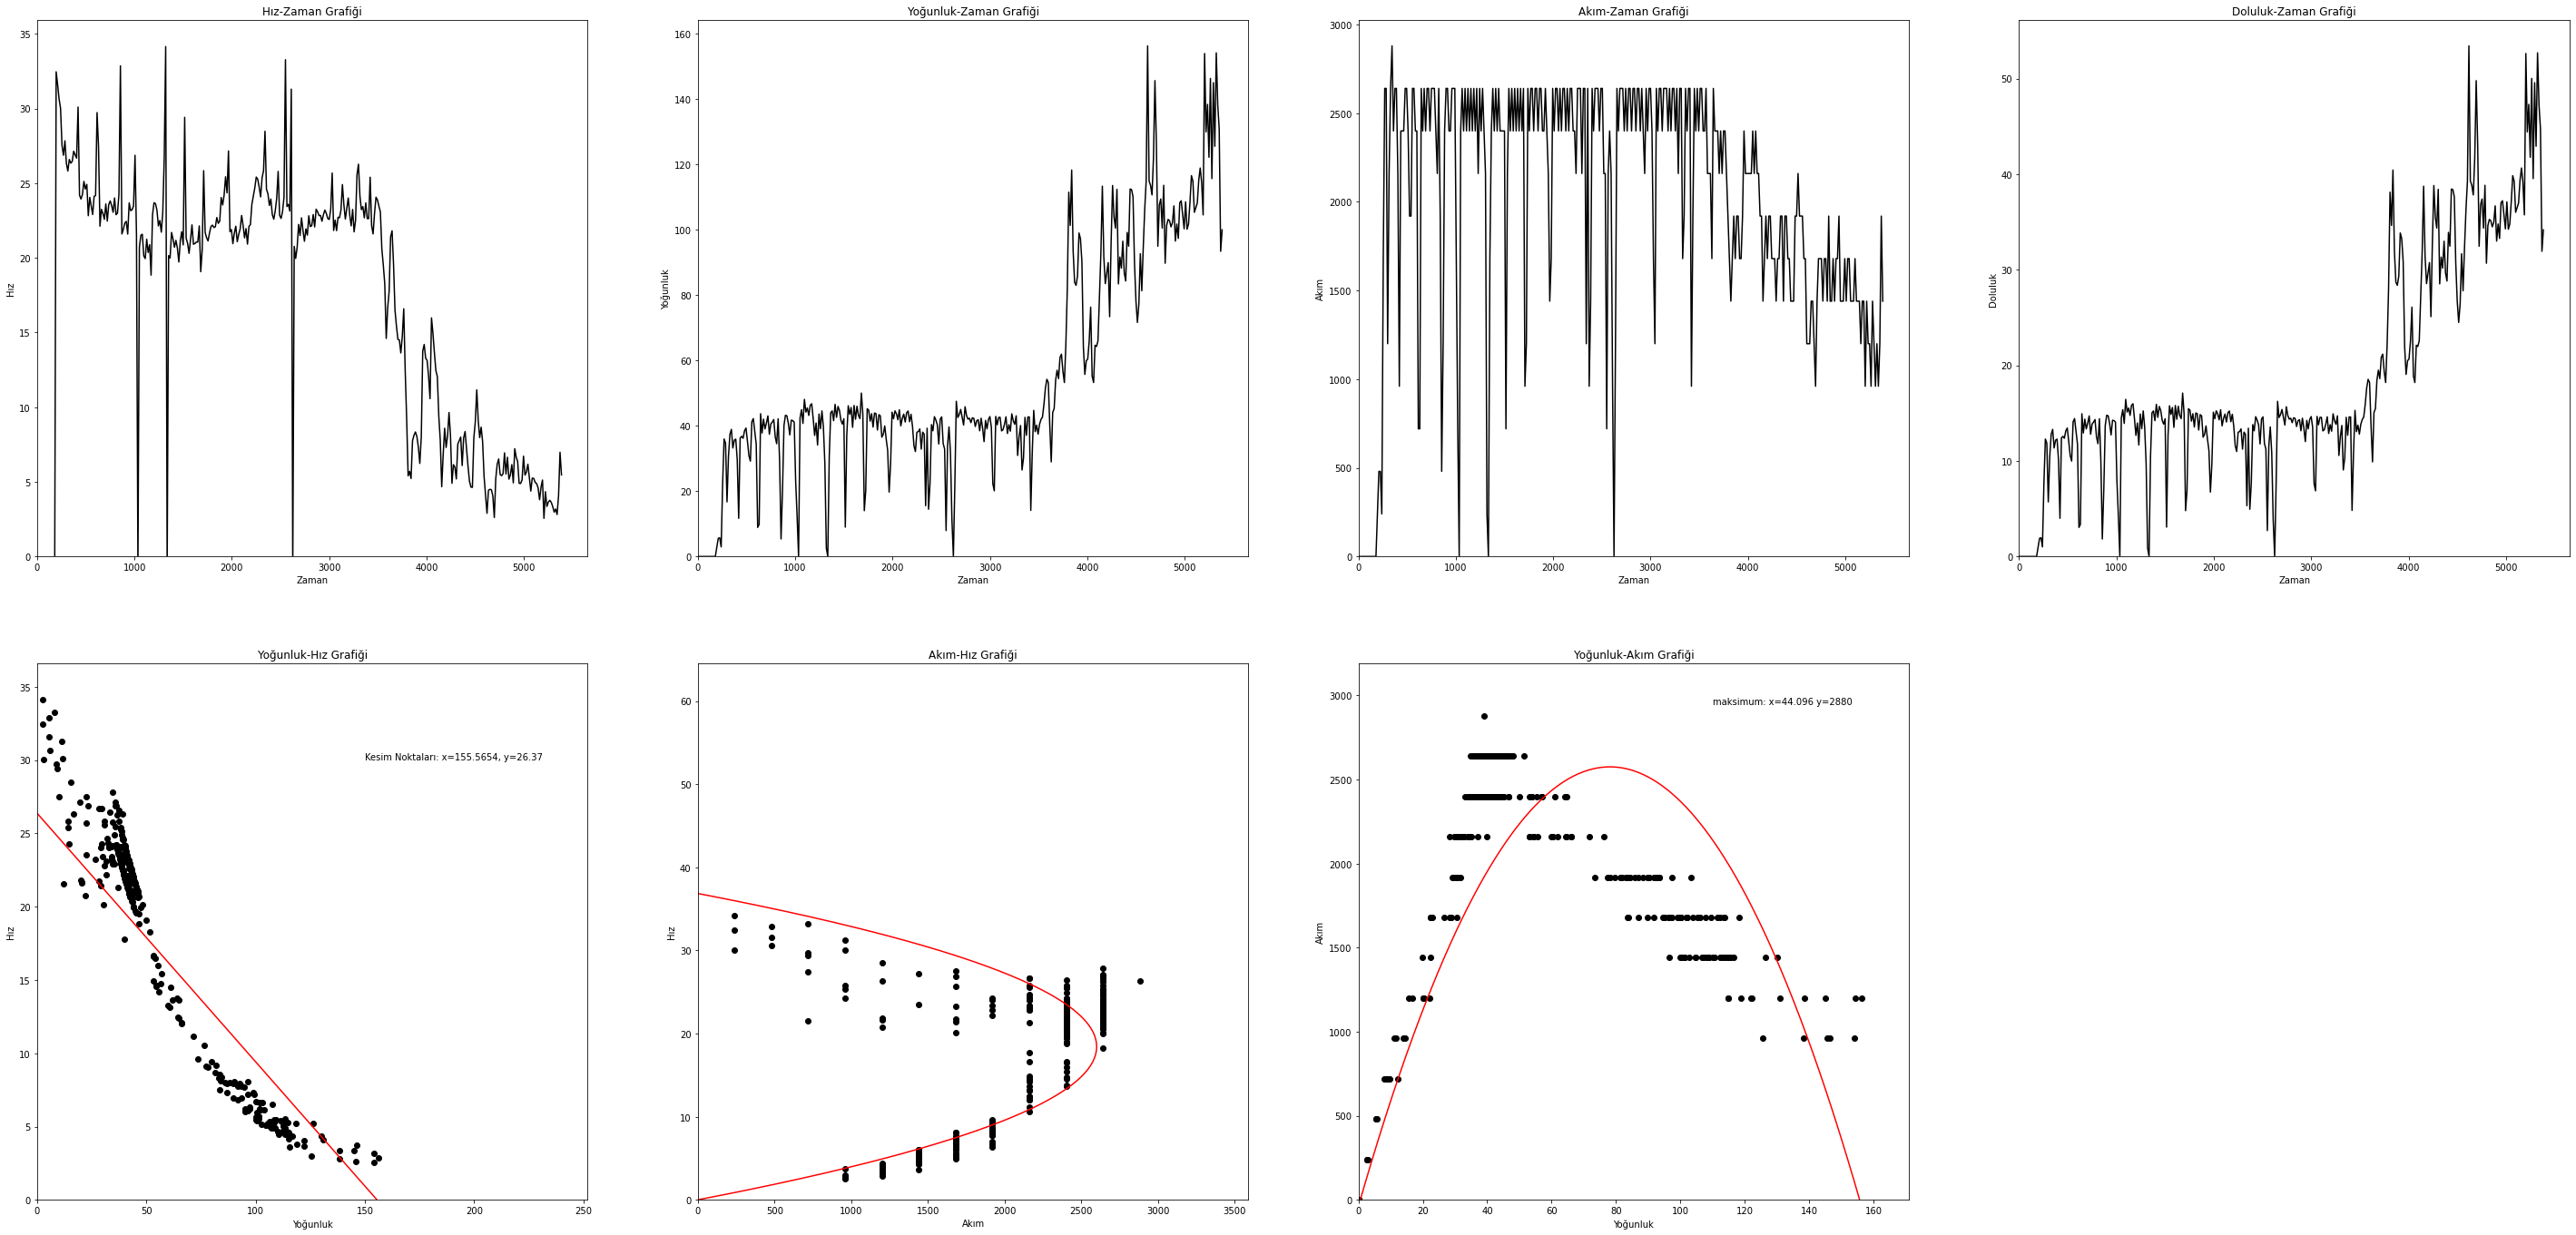 Hız-Zaman Grafiği
35
30
25
20
15
10
5
0
Hız
0 1000 2000 3000 4000 5000
Zaman
Yoğunluk-Zaman Grafiği
160
140
120
100
80
60
40
20
0
Yoğunluk
0 1000 2000 3000 4000 5000
Zaman
Akım-Zaman Grafiği
3000
2500
2000
1500
1000
500
0
Akım
0 1000 2000 3000 4000 5000
Zaman
Doluluk-Zaman Grafiği
50
40
30
20
10
0
Doluluk
0 1000 2000 3000 4000 5000
Zaman
Yoğunluk-Hız Grafiği
35
30
25
20
15
10
5
0
Hız
Kesim Noktaları: x=155.5654, y=26.37
0 50 100 150 200 250
Yoğunluk
Akım-Hız Grafiği
60
50
40
30
20
10
0
Hız
0 500 1000 1500 2000 2500 3000 3500
Akım
Yoğunluk-Akım Grafiği
3000
2500
2000
1500
1000
500
0
Akım
maksimum: x=44.096 y=2880
0 20 40 60 80 100 120 140 160
Yoğunluk